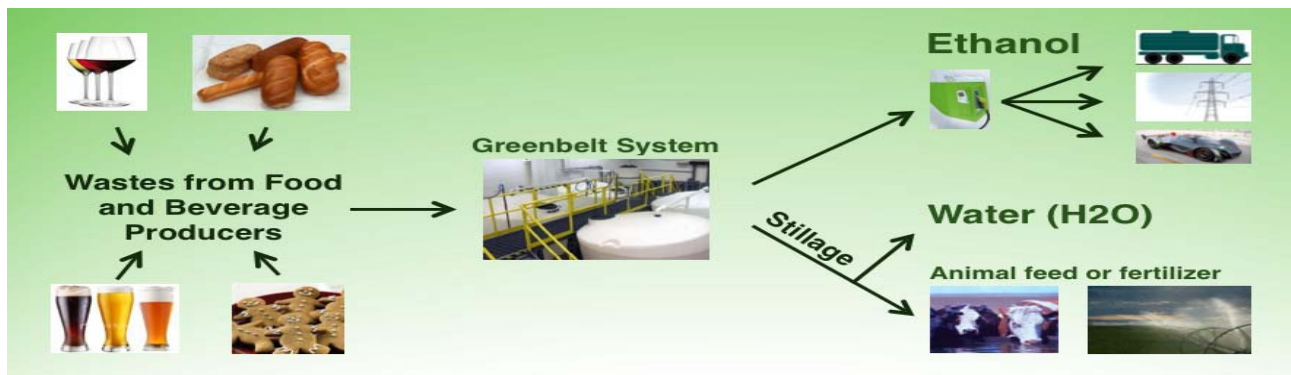 Wastes from Food
and Beverage
Producers
Greenbelt System
Stillage
Ethanol
Water (H2O)
Animal feed or fertilizer